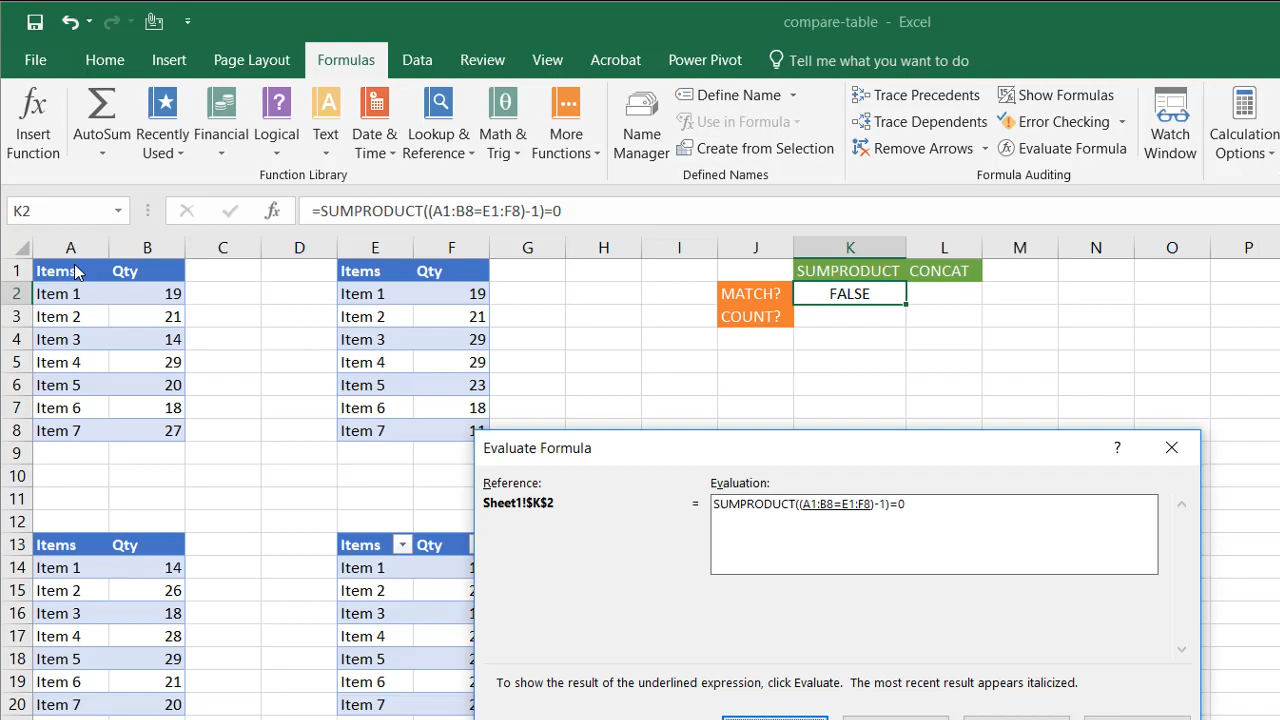 compare-table - Excel
File Home Insert Page Layout Formulas Data Review View Acrobat Power Pivot Tell me what you want to do
fx Insert Function
Σ AutoSum
Recently Used
Financial
? Logical
A Text
Date & Time
Lookup & Reference
θ Math & Trig
More Functions
Function Library
Name Manager
Define Name
Use in Formula
Create from Selection
Defined Names
Trace Precedents
Trace Dependents
Remove Arrows
Show Formulas
Error Checking
fx Evaluate Formula
Formula Auditing
Watch Window
Calculation Options
K2 fx =SUMPRODUCT((A1:B8=E1:F8)-1)=0
A B C D E F G H I J K L M N O P
1 Items Qty Items Qty SUMPRODUCT CONCAT
2 Item 1 19 Item 1 19 MATCH? FALSE
3 Item 2 21 Item 2 21 COUNT?
4 Item 3 14 Item 3 29
5 Item 4 29 Item 4 29
6 Item 5 20 Item 5 23
7 Item 6 18 Item 6 18
8 Item 7 27 Item 7 11
9
10
11
12
13 Items Qty Items Qty
14 Item 1 14 Item 1 1
15 Item 2 26 Item 2 2
16 Item 3 18 Item 3 1
17 Item 4 28 Item 4 2
18 Item 5 29 Item 5
19 Item 6 21 Item 6
20 Item 7 20 Item 7
Evaluate Formula ?
Reference: Evaluation:
Sheet1!$K$2 = SUMPRODUCT((A1:B8=E1:F8)-1)=0
To show the result of the underlined expression, click Evaluate. The most recent result appears italicized.